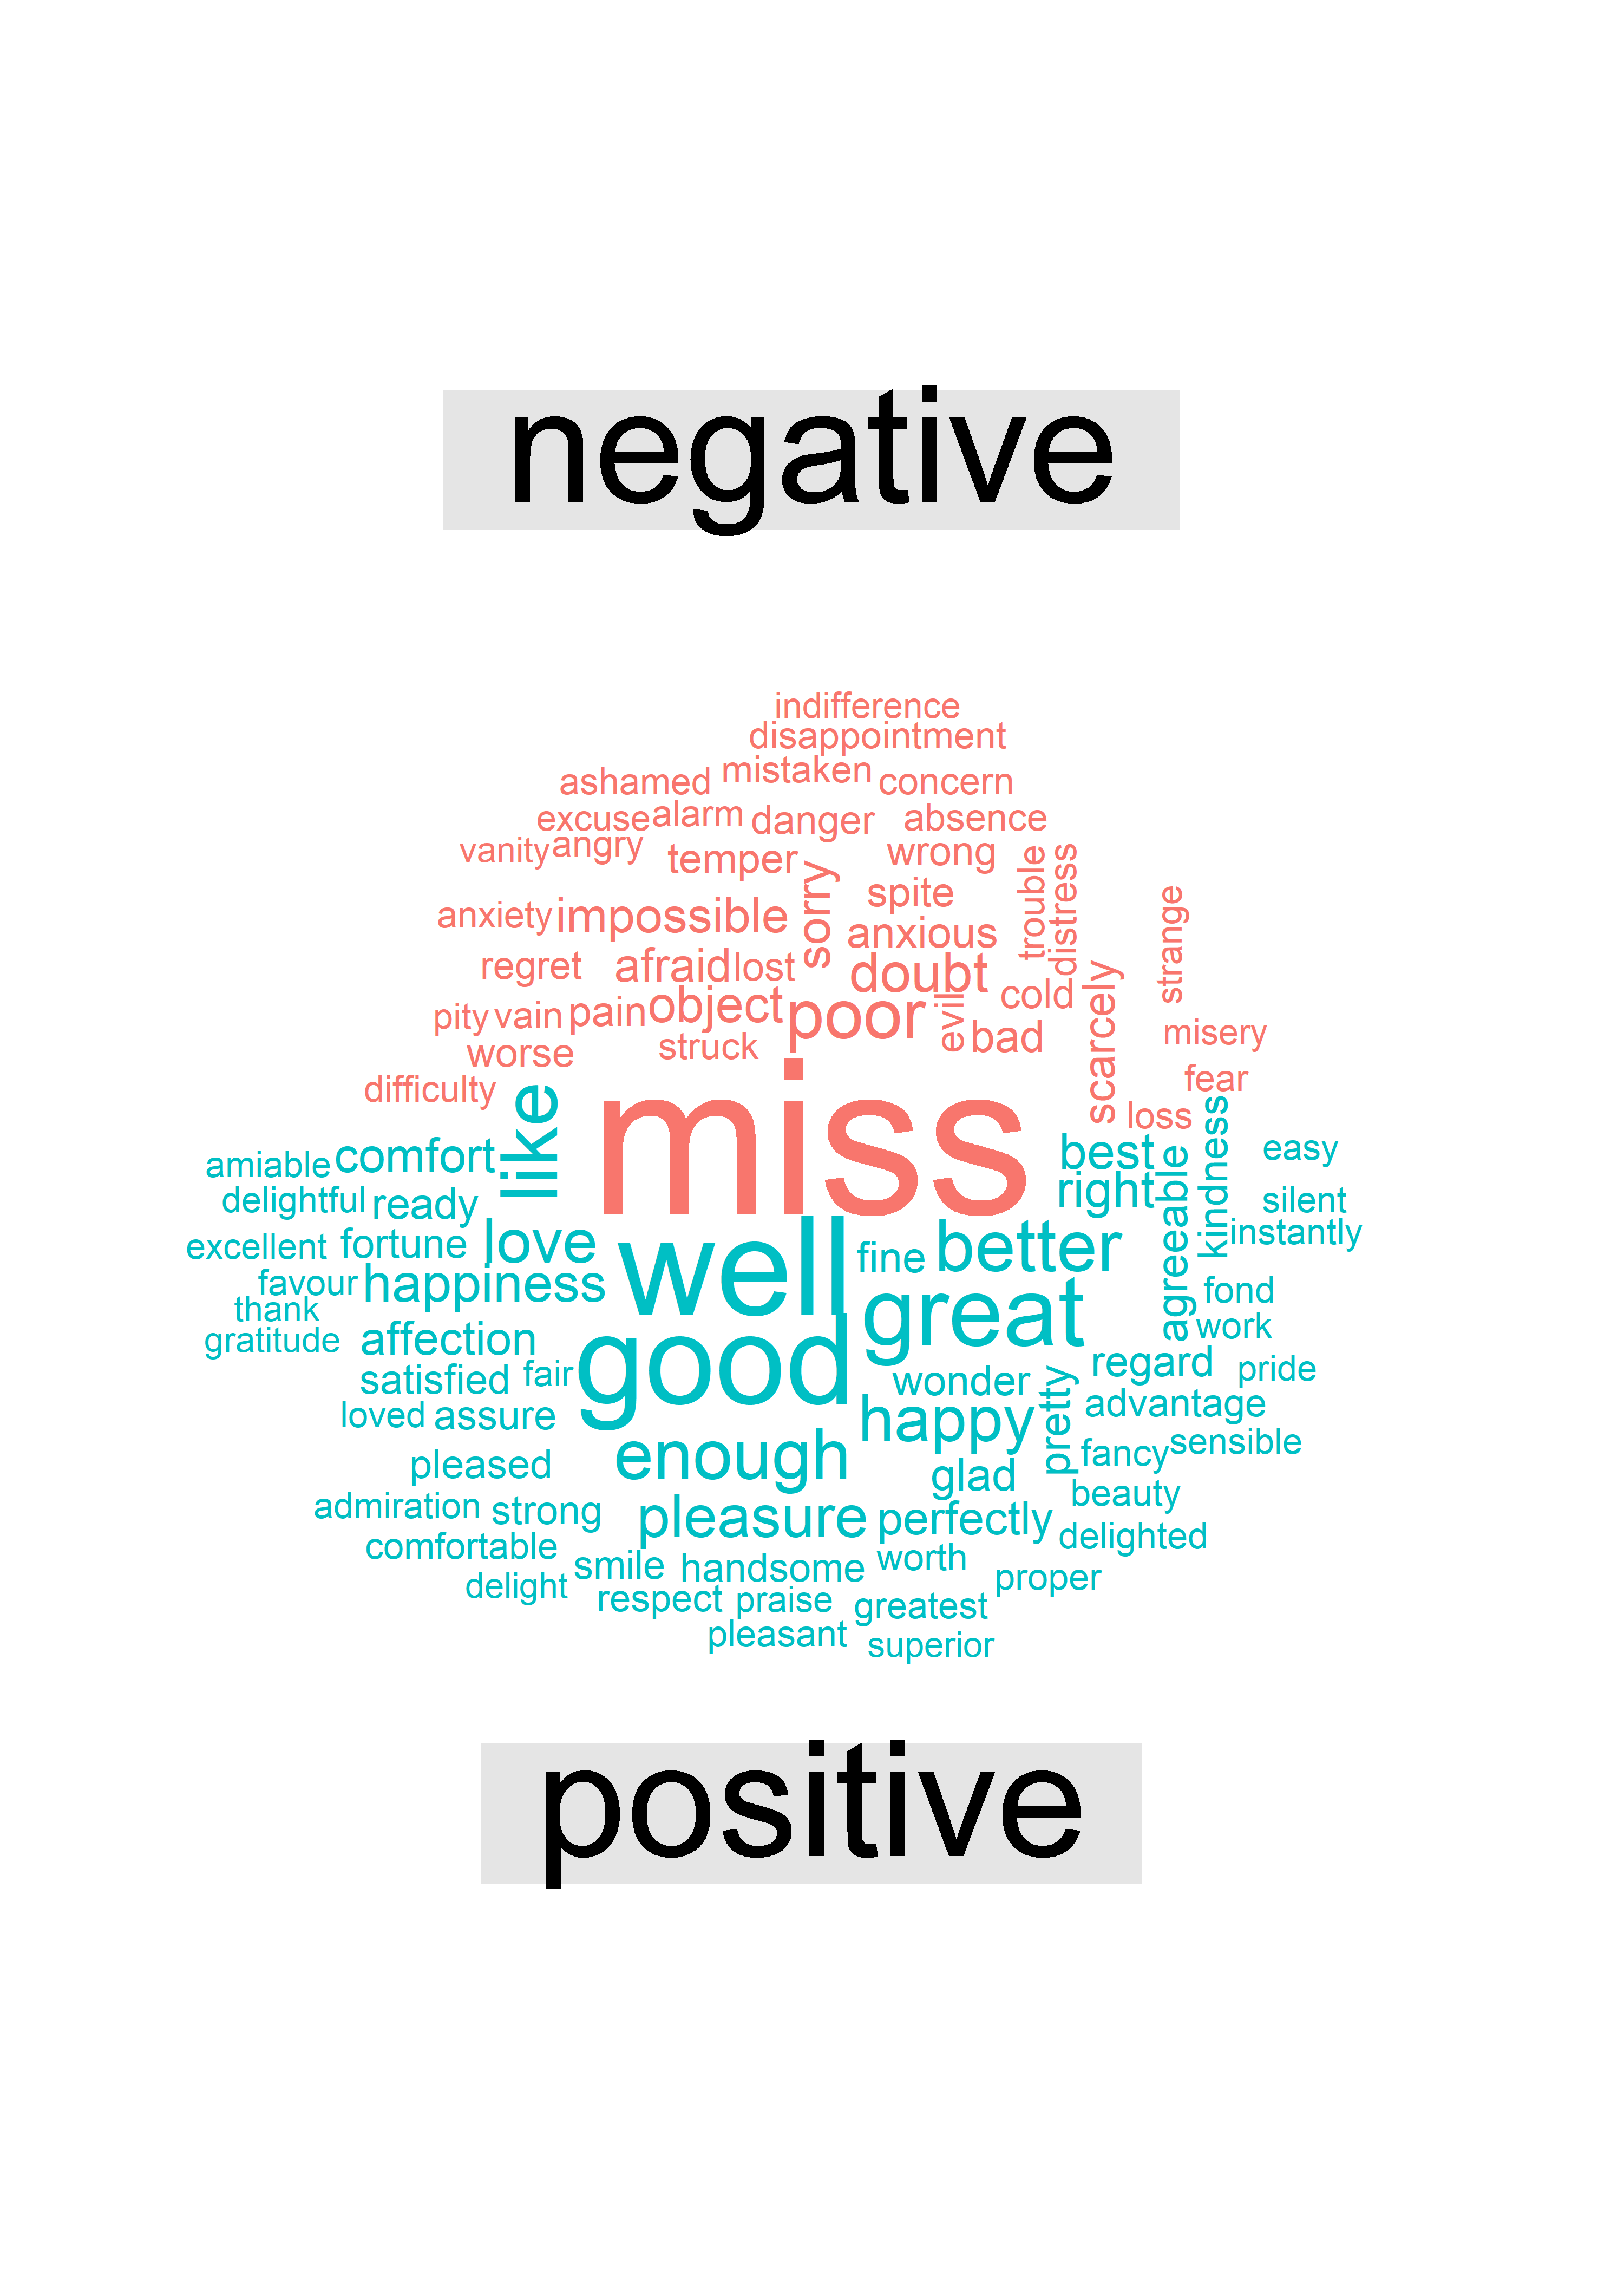 negative
indifference
disappointment
ashamed mistaken concern
excuse alarm danger absence
vanity angry temper sorry wrong trouble distress
spite strange
anxiety impossible anxious
regret afraid lost doubt cold scarcely
pity vain pain object poor evil bad misery
worse struck
difficulty like miss loss fear
amiable comfort best kindness easy
delightful ready right agreeable silent
excellent fortune love well fine better instantly
favour happiness great fond
thank
gratitude affection good work
satisfied fair wonder pretty regard pride
loved assure happy advantage
pleased enough glad fancy sensible
admiration strong pleasure perfectly beauty
comfortable smile handsome worth delighted
delight respect praise greatest proper
pleasant superior
positive